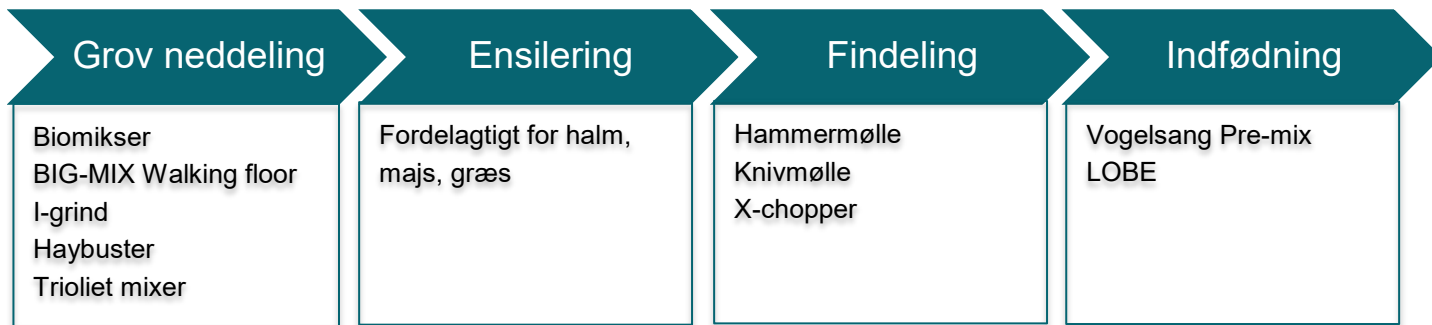 Grov neddeling
Biomikser
BIG-MIX Walking floor
I-grind
Haybuster
Trioliet mixer
Ensilering
Fordelagtigt for halm,
majs, græs
Findeling
Hammermølle
Knivmølle
X-chopper
Indfødning
Vogelsang Pre-mix
LOBE